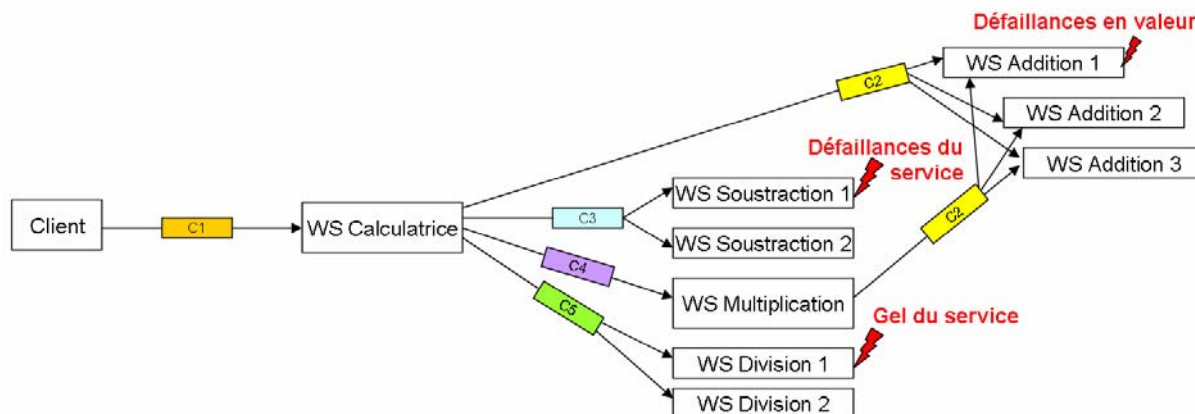 Défaillances en valeur
WS Addition 1
C2
WS Addition 2
Défaillances du
service
WS Addition 3
WS Soustraction 1
Client
C1
WS Calculatrice
C3
C2
WS Soustraction 2
C4
WS Multiplication
C5
Gel du service
WS Division 1
WS Division 2